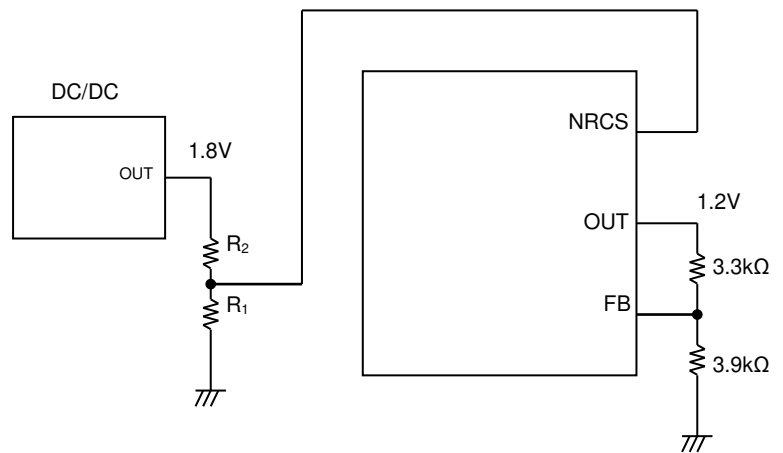 DC/DC
OUT
1.8V
R₂
R₁
NRCS
OUT
1.2V
3.3kΩ
FB
3.9kΩ